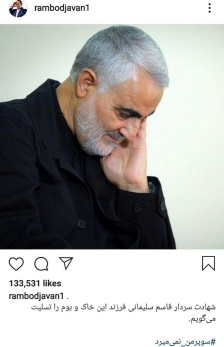 rambodjavan1
133,531 likes
rambodjavan1 .
شهادت سردار قاسم سلیمانی فرزند این خاک و بوم را تسلیت
می‌گویم.
#سوپرمن_نمی‌میرد